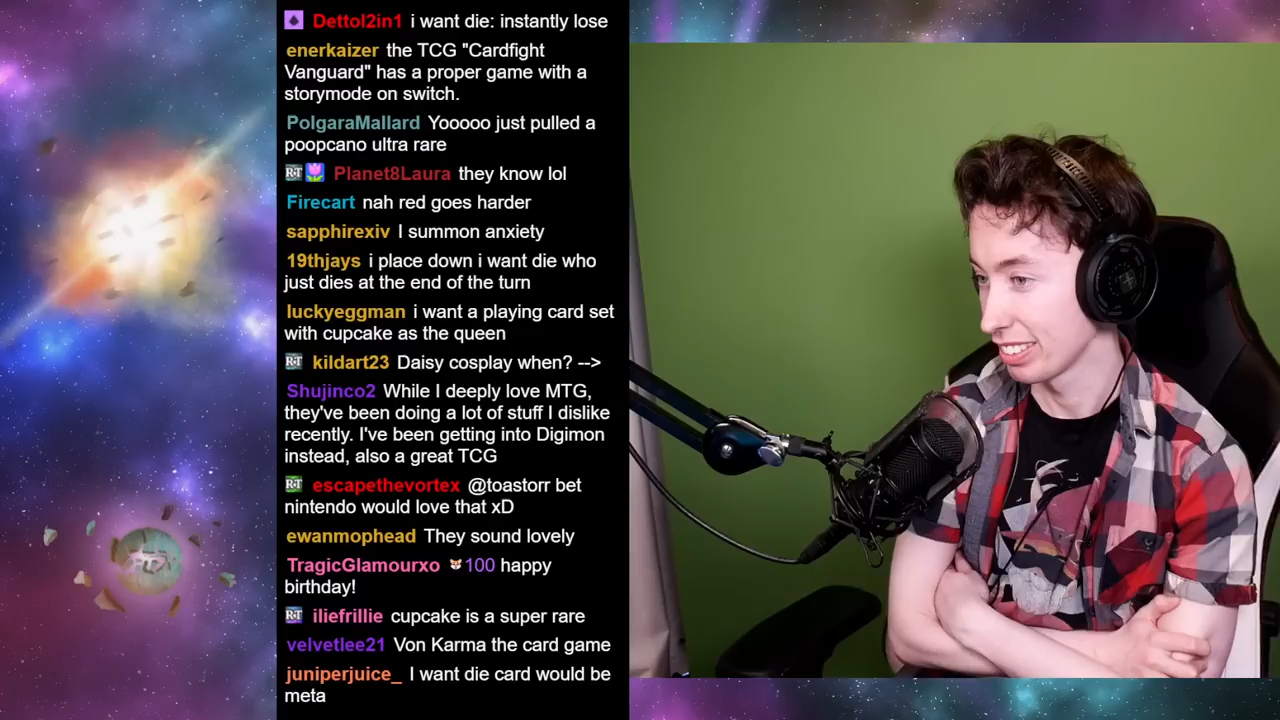 Dettol2in1 i want die: instantly lose
enerkaizer the TCG "Cardfight
Vanguard" has a proper game with a
storymode on switch.
PolgaraMallard Yooooo just pulled a
poopcano ultra rare
RT Planet8Laura they know lol
Firecart nah red goes harder
sapphirexiv I summon anxiety
19thjays i place down i want die who
just dies at the end of the turn
luckyeggman i want a playing card set
with cupcake as the queen
RT kildart23 Daisy cosplay when? -->
Shujinco2 While I deeply love MTG,
they've been doing a lot of stuff I dislike
recently. I've been getting into Digimon
instead, also a great TCG
RT escapethevortex @toastorr bet
nintendo would love that xD
ewanmophead They sound lovely
TragicGlamourxo 100 happy
birthday!
RT iliefrillie cupcake is a super rare
velvetlee21 Von Karma the card game
juniperjuice_ I want die card would be
meta